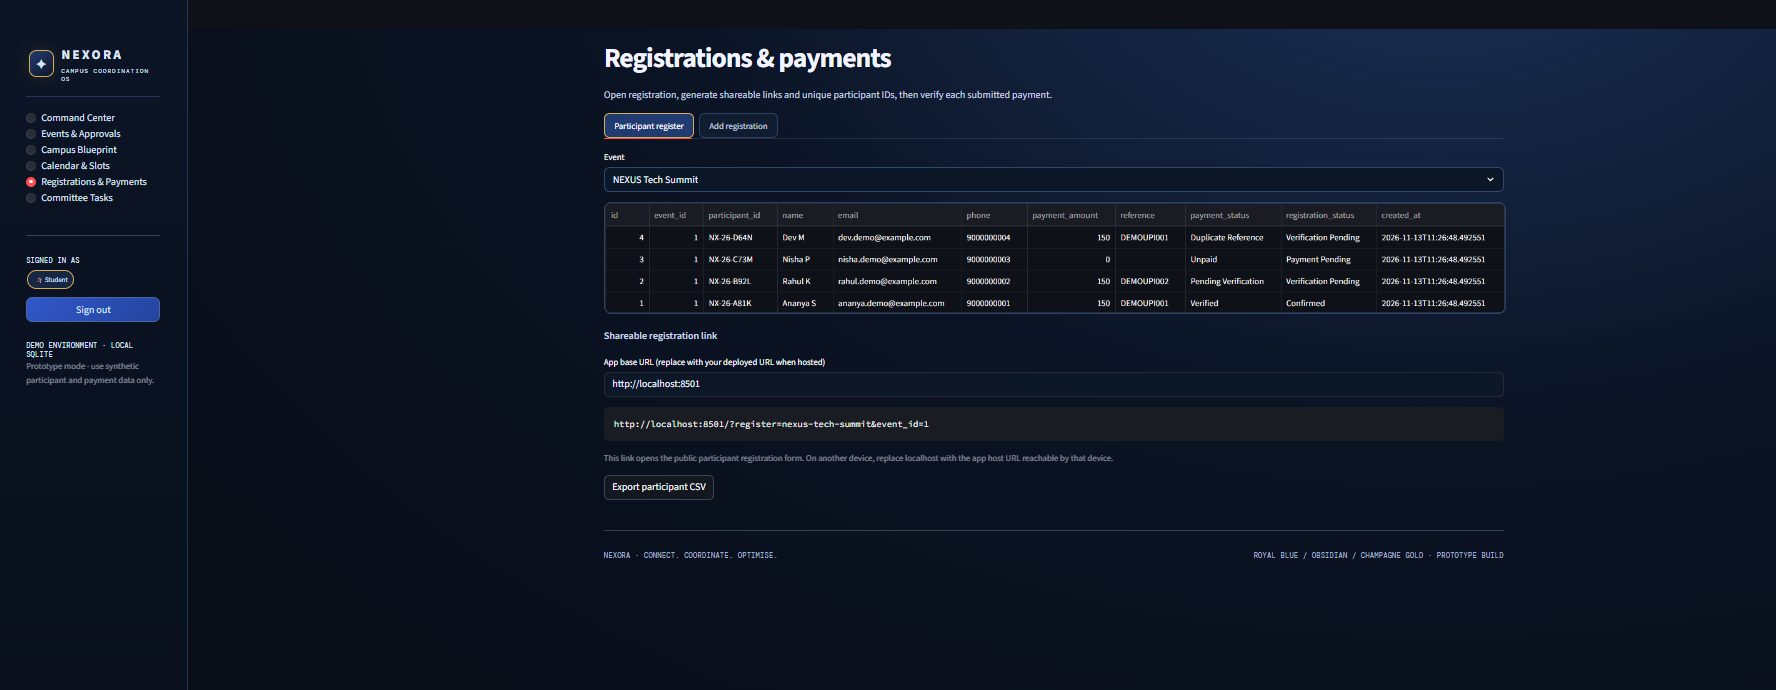 NEXORA
CAMPUS COORDINATION
OS
Command Center
Events & Approvals
Campus Blueprint
Calendar & Slots
Registrations & Payments
Committee Tasks
SIGNED IN AS
Student
Sign out
DEMO ENVIRONMENT · LOCAL
SQLITE
Prototype mode - use synthetic
participant and payment data only.
Registrations & payments
Open registration, generate shareable links and unique participant IDs, then verify each submitted payment.
Participant register Add registration
Event
NEXUS Tech Summit
id event_id participant_id name email phone payment_amount reference payment_status registration_status created_at
4 1 NX-26-D64N Dev M dev.demo@example.com 9000000004 150 DEMOUPI001 Duplicate Reference Verification Pending 2026-11-13T11:26:48.492551
3 1 NX-26-C73M Nisha P nisha.demo@example.com 9000000003 0 Unpaid Payment Pending 2026-11-13T11:26:48.492551
2 1 NX-26-B92L Rahul K rahul.demo@example.com 9000000002 150 DEMOUPI002 Pending Verification Verification Pending 2026-11-13T11:26:48.492551
1 1 NX-26-A81K Ananya S ananya.demo@example.com 9000000001 150 DEMOUPI001 Verified Confirmed 2026-11-13T11:26:48.492551
Shareable registration link
App base URL (replace with your deployed URL when hosted)
http://localhost:8501
http://localhost:8501/?register=nexus-tech-summit&event_id=1
This link opens the public participant registration form. On another device, replace localhost with the app host URL reachable by that device.
Export participant CSV
NEXORA · CONNECT. COORDINATE. OPTIMISE.
ROYAL BLUE / OBSIDIAN / CHAMPAGNE GOLD · PROTOTYPE BUILD